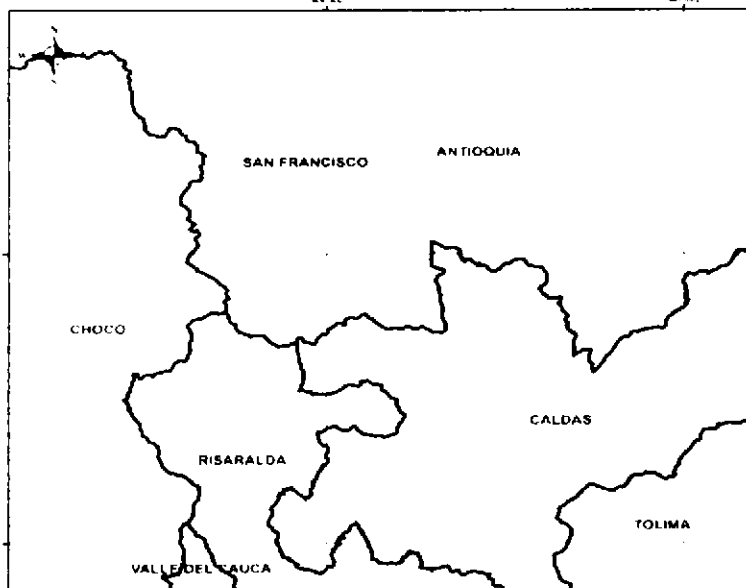 ANTIOQUIA
SAN FRANCISCO
CHOCO
CALDAS
RISARALDA
TOLIMA
VALLE DEL CAUCA